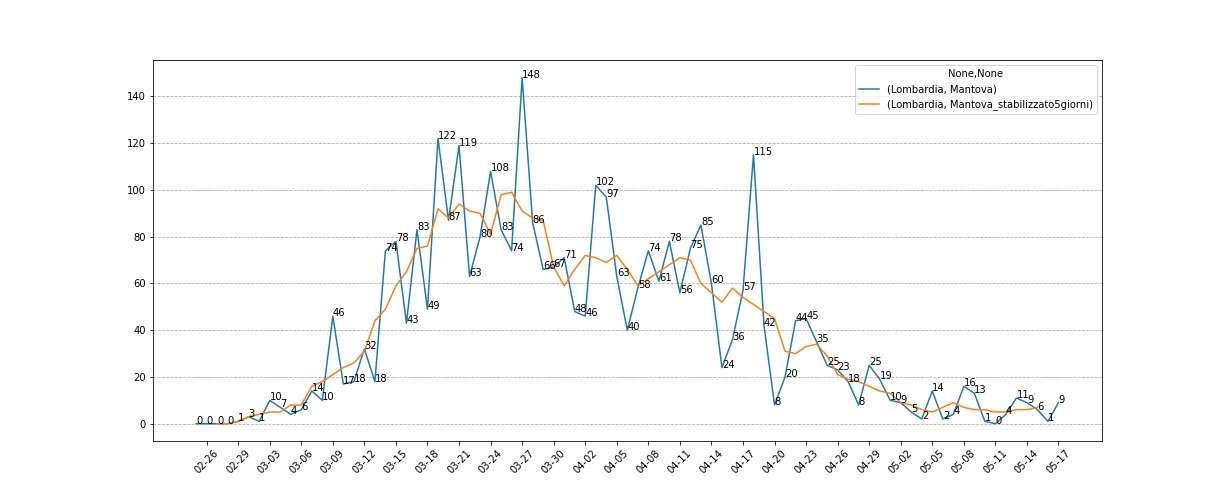 None,None
(Lombardia, Mantova)
(Lombardia, Mantova_stabilizzato5giorni)
140
120
100
80
60
40
20
0
0 0 0 0 1 3 1 10 7 4 6 14 10 46 17 18 32 18 74 78 43 83 49 122 87 119 63 80 108 83 74 148 86 66 67 71 48 46 102 97 63 40 58 74 61 78 56 75 85 60 24 36 57 115 42 8 20 44 45 35 25 23 18 8 25 19 10 9 5 2 14 2 4 16 13 1 0 4 11 9 6 1 9
02-26 02-29 03-03 03-06 03-09 03-12 03-15 03-18 03-21 03-24 03-27 03-30 04-02 04-05 04-08 04-11 04-14 04-17 04-20 04-23 04-26 04-29 05-02 05-05 05-08 05-11 05-14 05-17